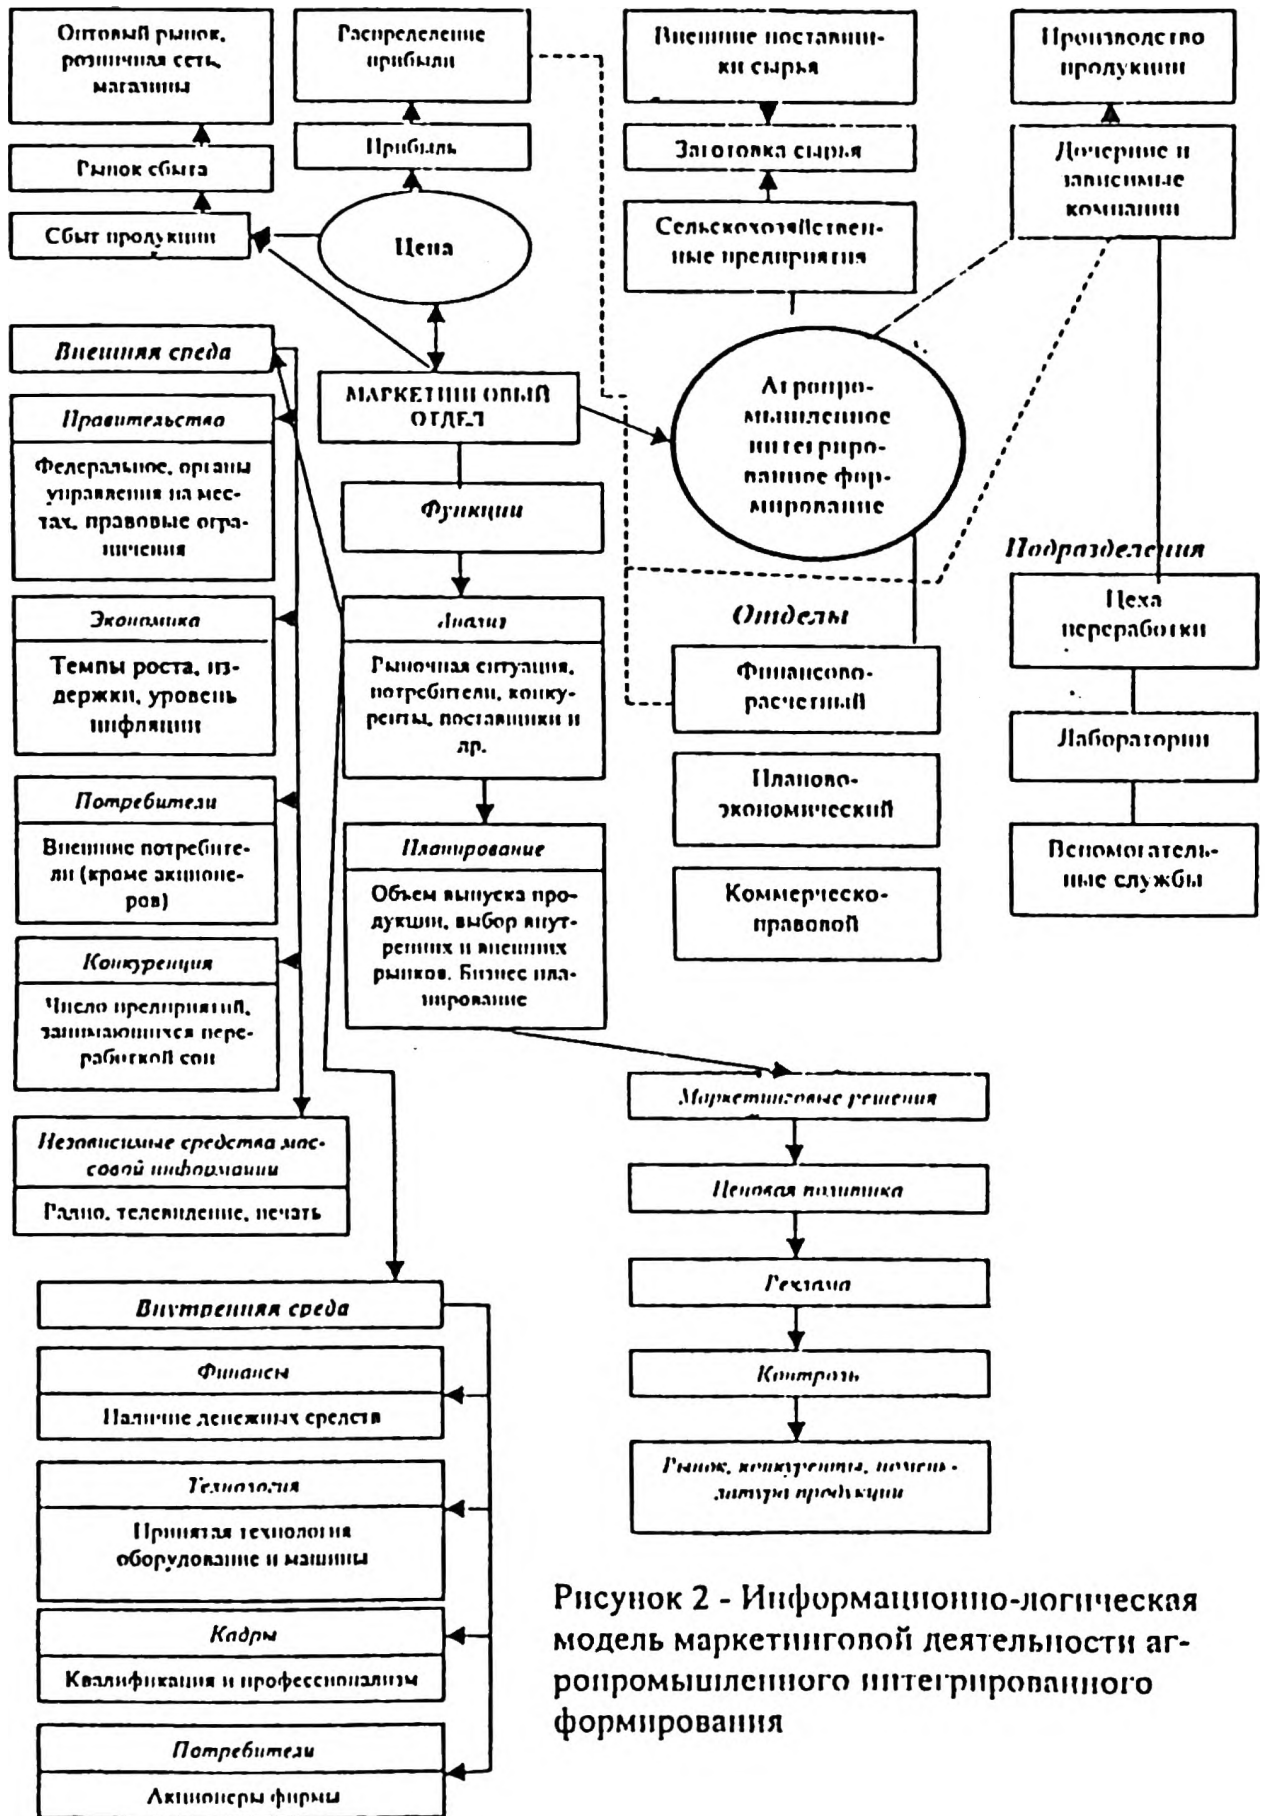 Оптовый рынок,
розничная сеть,
магазины
Рынок сбыта
Сбыт продукции
Распределение
прибыли
Прибыль
Цена
Внешние поставщи-
ки сырья
Заготовка сырья
Сельскохозяйствен-
ные предприятия
Производство
продукции
Дочерние и
зависимые
компании
Внешняя среда
Правительство
Федеральное, органы
управления на мес-
тах, правовые огра-
ничения
Экономика
Темпы роста, из-
держки, уровень
инфляции
Потребители
Внешние потребите-
ли (кроме акционе-
ров)
Конкуренция
Число предприятий,
занимающихся пере-
работкой сои
Независимые средства мас-
совой информации
Радио, телевидение, печать
МАРКЕТИНГОВЫЙ
ОТДЕЛ
Функции
Анализ
Рыночная ситуация,
потребители, конку-
ренты, поставщики и
др.
Планирование
Объем выпуска про-
дукции, выбор внут-
ренних и внешних
рынков. Бизнес пла-
нирование
Агропро-
мышленное
интегриро-
ванное фор-
мирование
Отделы
Финансово-
расчетный
Планово-
экономический
Коммерческо-
правовой
Подразделения
Цеха
переработки
Лаборатории
Вспомогатель-
ные службы
Маркетинговые решения
Ценовая политика
Реклама
Контроль
Рынок, конкуренты, номенк-
латура продукции
Внутренняя среда
Финансы
Наличие денежных средств
Технология
Принятая технология
оборудование и машины
Кадры
Квалификация и профессионализм
Потребители
Акционеры фирмы
Рисунок 2 - Информационно-логическая
модель маркетинговой деятельности аг-
ропромышленного интегрированного
формирования